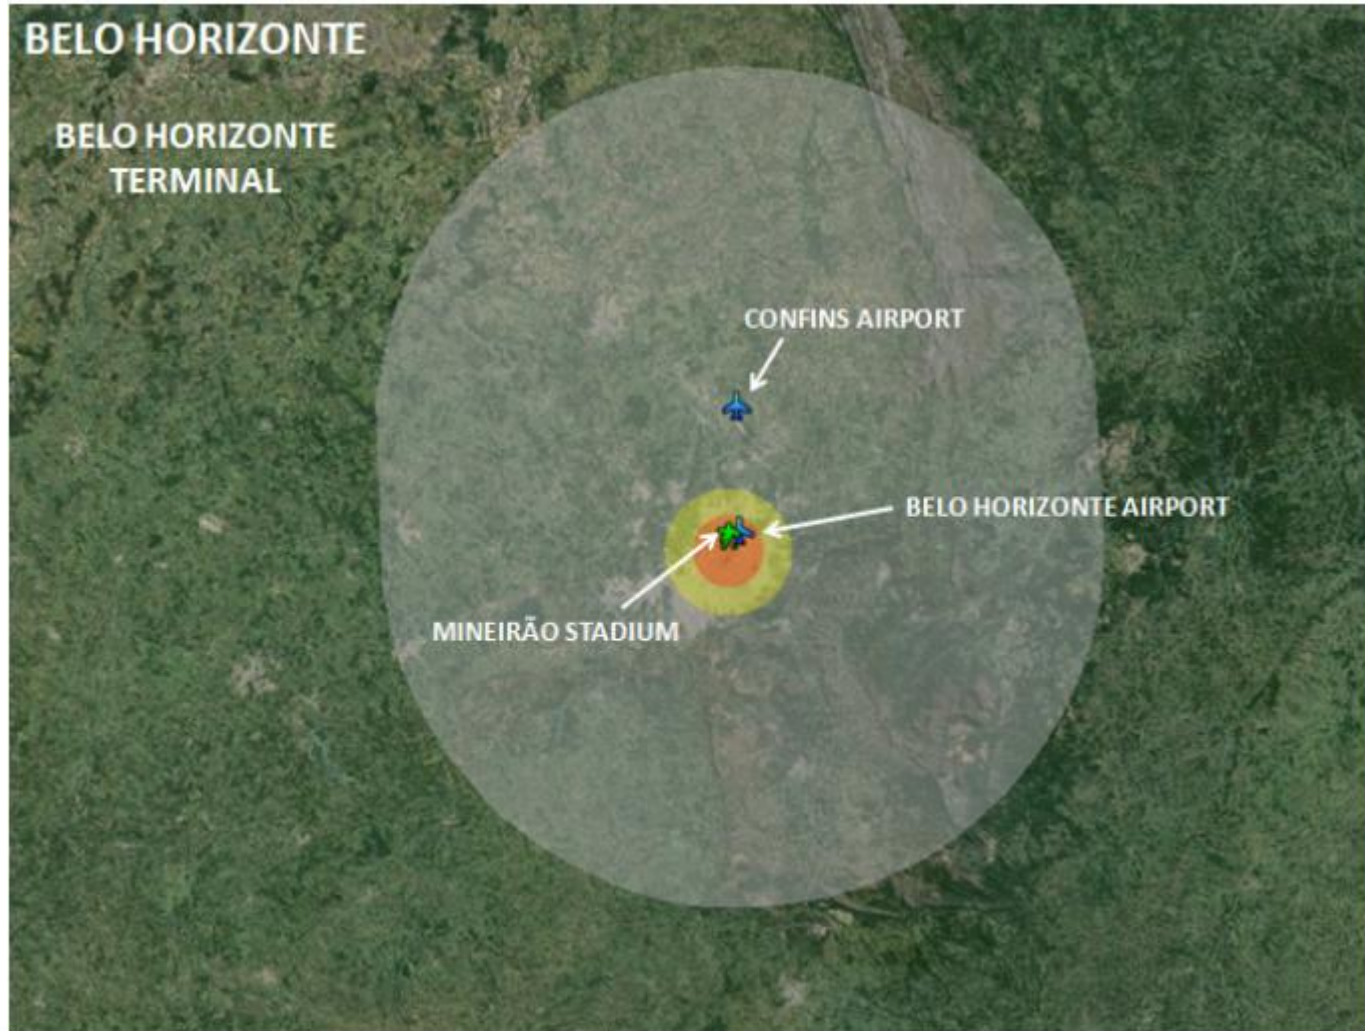 BELO HORIZONTE
BELO HORIZONTE
TERMINAL
CONFINS AIRPORT
BELO HORIZONTE AIRPORT
MINEIRÃO STADIUM